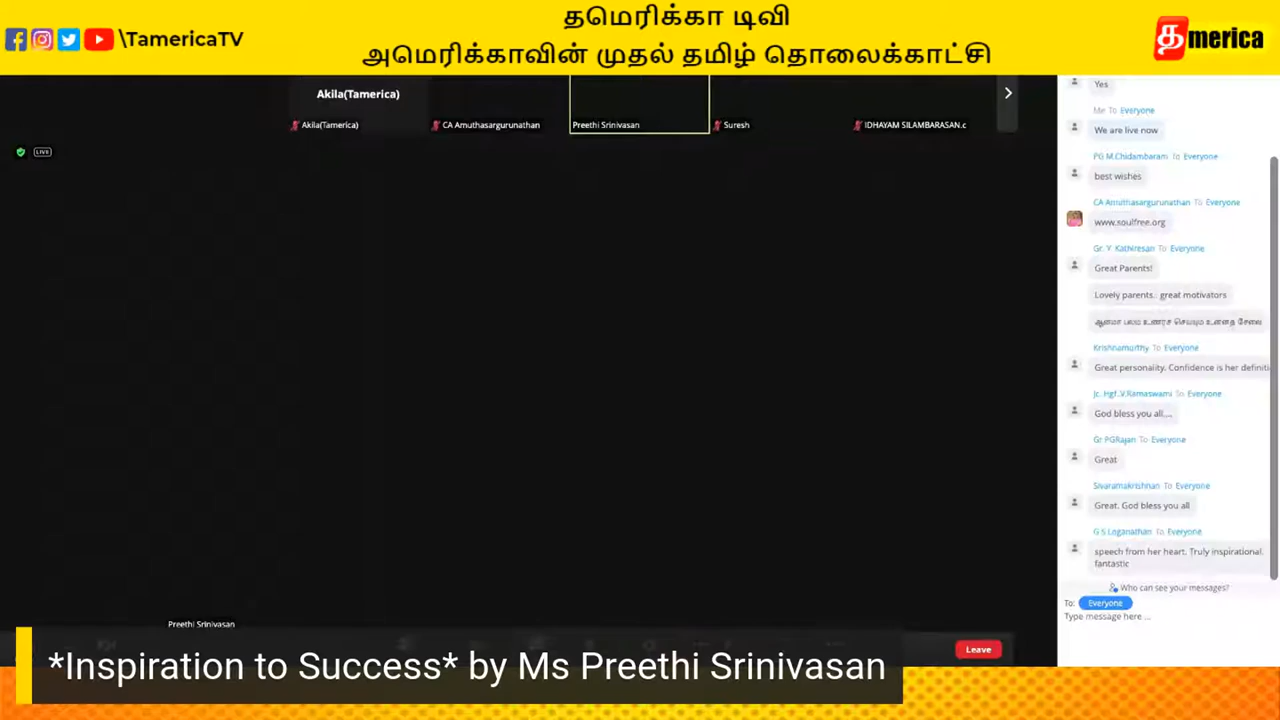 தமெரிக்கா டிவி
\TamericaTV
அமெரிக்காவின் முதல் தமிழ் தொலைக்காட்சி
தmerica
Akila(Tamerica)
Akila(Tamerica)
CA Amuthasargurunathan
Preethi Srinivasan
Suresh
IDHAYAM SILAMBARASAN.c
LIVE
Yes
Me To Everyone
We are live now
PG M.Chidambaram To Everyone
best wishes
CA Amuthasargurunathan To Everyone
www.soulfree.org
Gr. Y. Kathiresan To Everyone
Great Parents!
Lovely parents.. great motivators
Krishnamurthy To Everyone
Great personality. Confidence is her definiti
Jc..Hgf..V.Ramaswami To Everyone
God bless you all....
Gr PGRajan To Everyone
Great
Sivaramakrishnan To Everyone
Great. God bless you all
G S Loganathan To Everyone
speech from her heart. Truly inspirational.
fantastic
Who can see your messages?
To: Everyone
Type message here ...
Preethi Srinivasan
Leave
*Inspiration to Success* by Ms Preethi Srinivasan